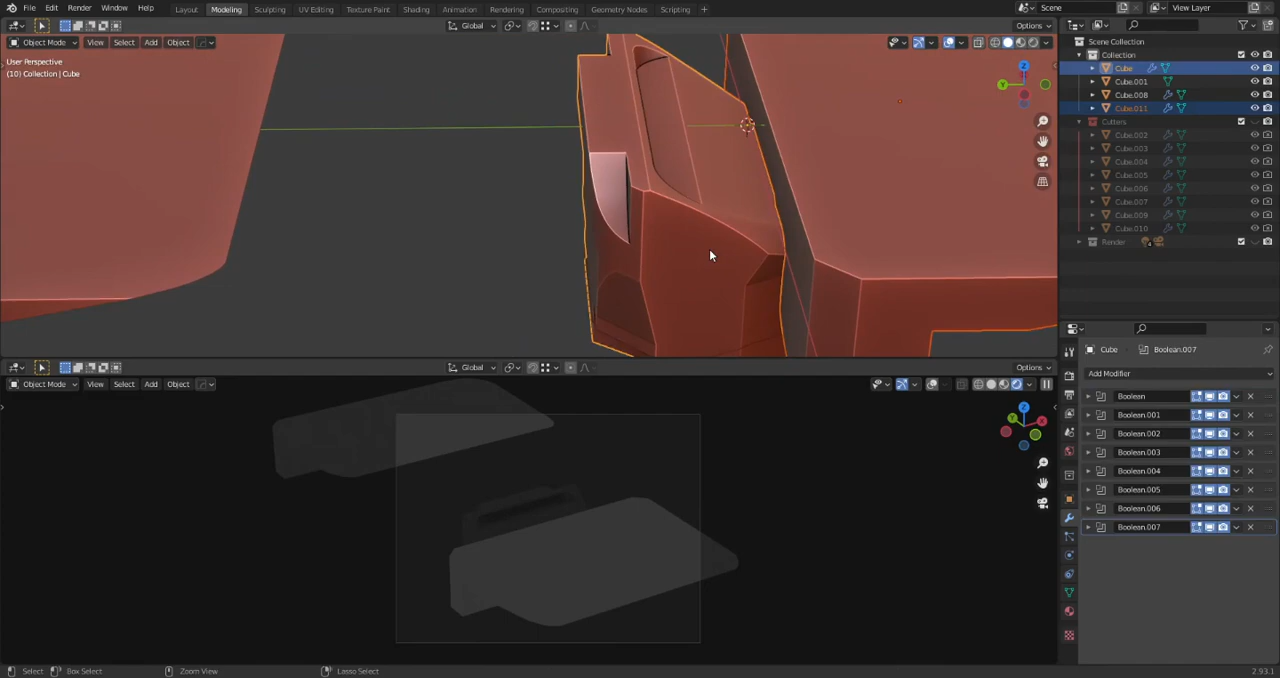 File Edit Render Window Help Layout Modeling Sculpting UV Editing Texture Paint Shading Animation Rendering Compositing Geometry Nodes Scripting + Scene View Layer
Global Options
Object Mode View Select Add Object
User Perspective
(10) Collection | Cube
Z
Y
Scene Collection
Collection
Cube
Cube.001
Cube.008
Cube.011
Cutters
Cube.002
Cube.003
Cube.004
Cube.005
Cube.006
Cube.007
Cube.009
Cube.010
Render
Cube Boolean.007
Add Modifier
Boolean
Boolean.001
Boolean.002
Boolean.003
Boolean.004
Boolean.005
Boolean.006
Boolean.007
Global Options
Object Mode View Select Add Object
Z
Y X
Select Box Select Zoom View Lasso Select 2.93.1